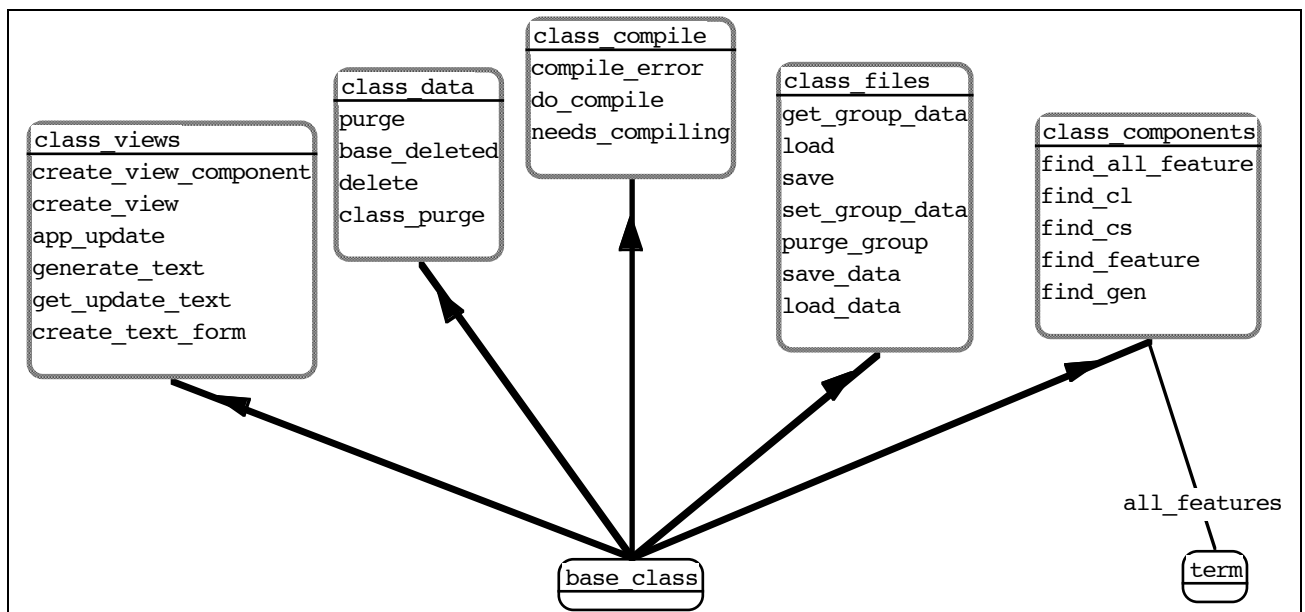 class_views
create_view_component
create_view
app_update
generate_text
get_update_text
create_text_form
class_data
purge
base_deleted
delete
class_purge
class_compile
compile_error
do_compile
needs_compiling
class_files
get_group_data
load
save
set_group_data
purge_group
save_data
load_data
class_components
find_all_feature
find_cl
find_cs
find_feature
find_gen
all_features
base_class
term